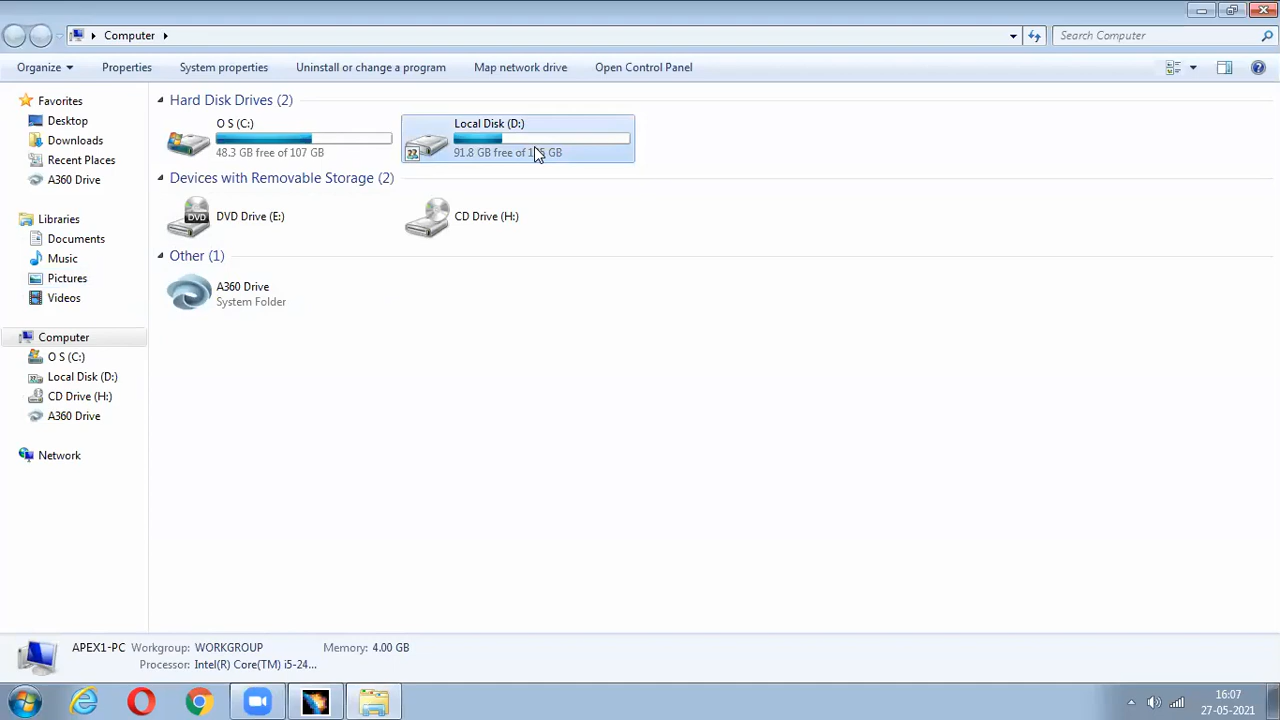 Computer
Search Computer
Organize Properties System properties Uninstall or change a program Map network drive Open Control Panel
Favorites
Desktop
Downloads
Recent Places
A360 Drive
Libraries
Documents
Music
Pictures
Videos
Computer
O S (C:)
Local Disk (D:)
CD Drive (H:)
A360 Drive
Network
Hard Disk Drives (2)
O S (C:)
48.3 GB free of 107 GB
Local Disk (D:)
91.8 GB free of GB
Devices with Removable Storage (2)
DVD
DVD Drive (E:)
CD Drive (H:)
Other (1)
A360 Drive
System Folder
APEX1-PC Workgroup: WORKGROUP Memory: 4.00 GB
Processor: Intel(R) Core(TM) i5-24...
16:07
27-05-2021